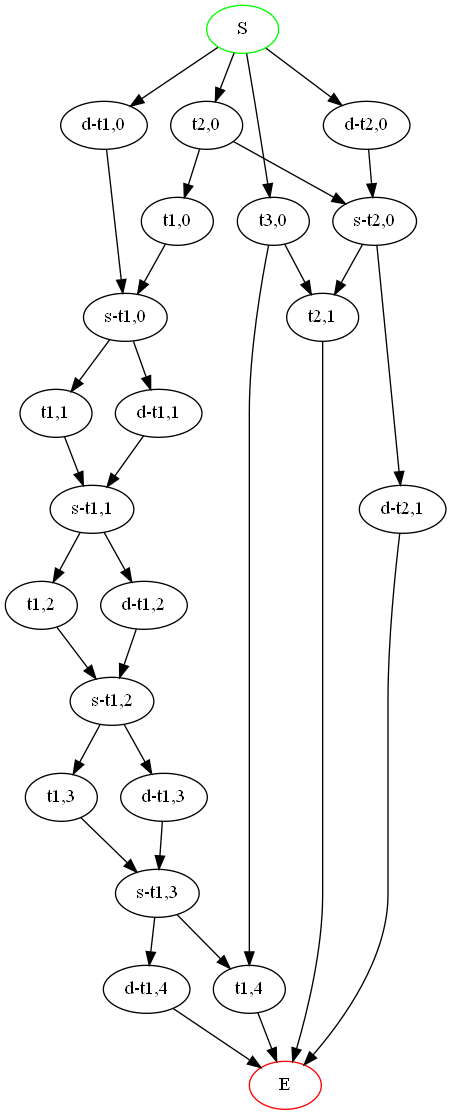 S
d-t1,0
t2,0
d-t2,0
t1,0
t3,0
s-t2,0
s-t1,0
t2,1
t1,1
d-t1,1
s-t1,1
d-t2,1
t1,2
d-t1,2
s-t1,2
t1,3
d-t1,3
s-t1,3
d-t1,4
t1,4
E